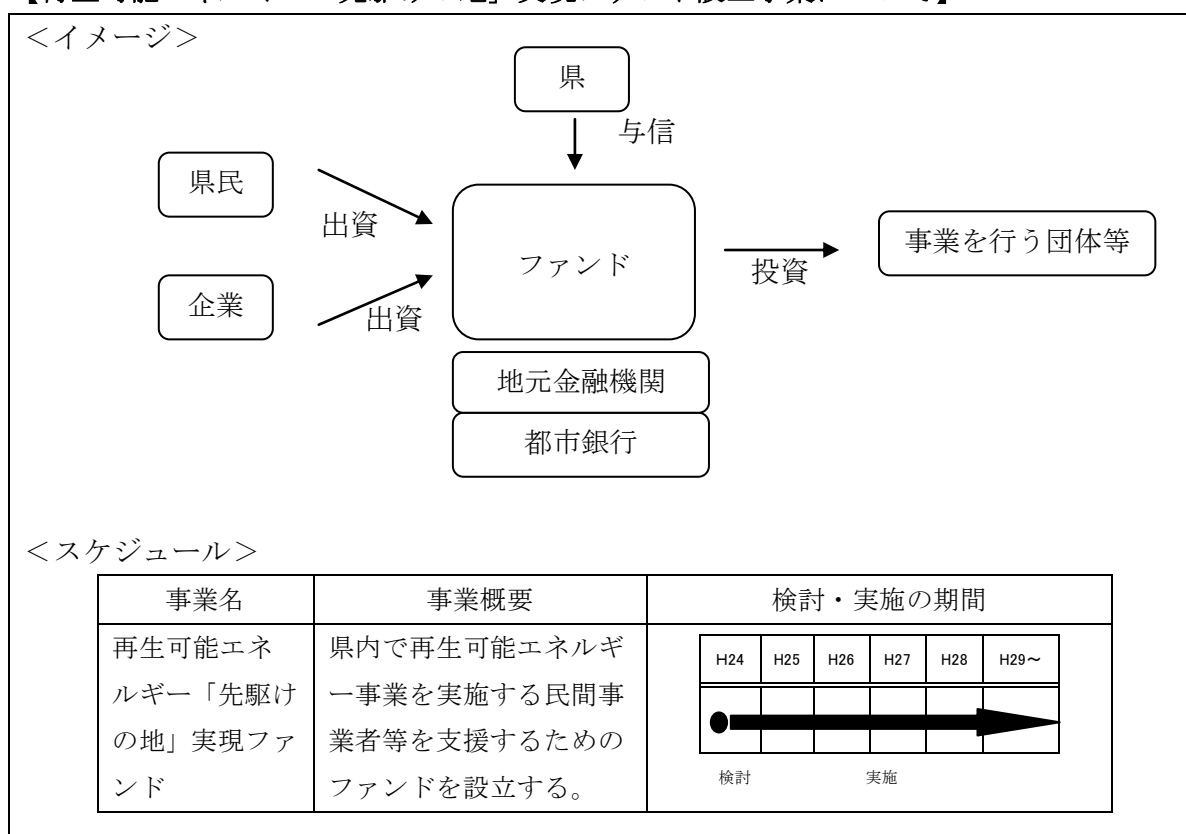 ＜イメージ＞
県
与信
県民
出資
ファンド
投資
事業を行う団体等
企業
出資
地元金融機関
都市銀行
＜スケジュール＞
事業名
事業概要
検討・実施の期間
再生可能エネ
ルギー「先駆け
の地」実現ファ
ンド
県内で再生可能エネルギ
ー事業を実施する民間事
業者等を支援するための
ファンドを設立する。
H24 H25 H26 H27 H28 H29～
検討 実施